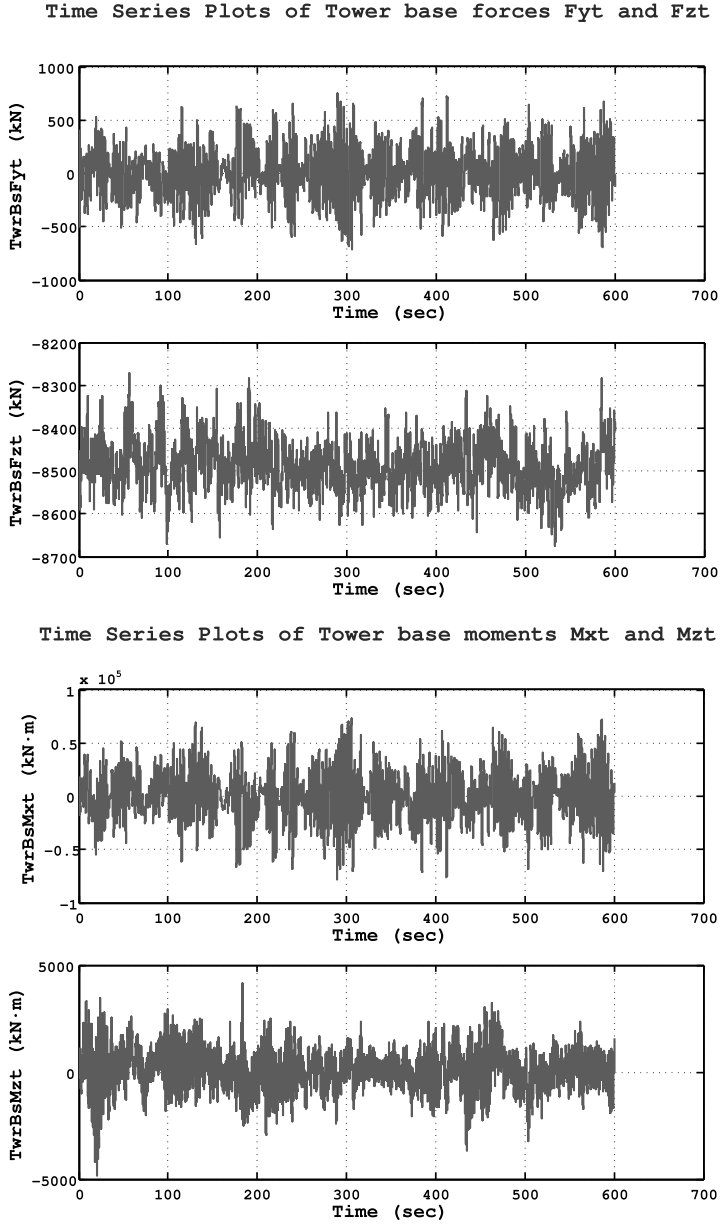 Time Series Plots of Tower base forces Fyt and Fzt
1000
500
0
−500
−1000
TwrBsFyt (kN)
0 100 200 300 400 500 600 700
Time (sec)
−8200
−8300
−8400
−8500
−8600
−8700
TwrBsFzt (kN)
0 100 200 300 400 500 600 700
Time (sec)
Time Series Plots of Tower base moments Mxt and Mzt
x 10⁵
1
0.5
0
−0.5
−1
TwrBsMxt (kN·m)
0 100 200 300 400 500 600 700
Time (sec)
5000
0
−5000
TwrBsMzt (kN·m)
0 100 200 300 400 500 600 700
Time (sec)